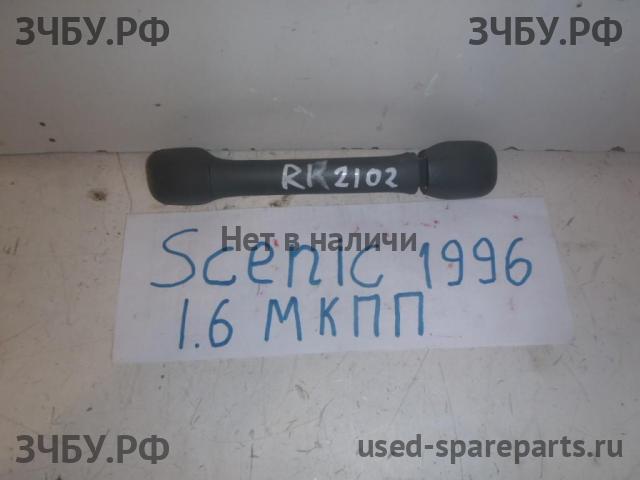 ЗЧБУ.РФ ЗЧБУ.РФ
RK2102
Нет в наличи
Scenic 1996
1.6 МКПП
ЗЧБУ.РФ used-spareparts.ru